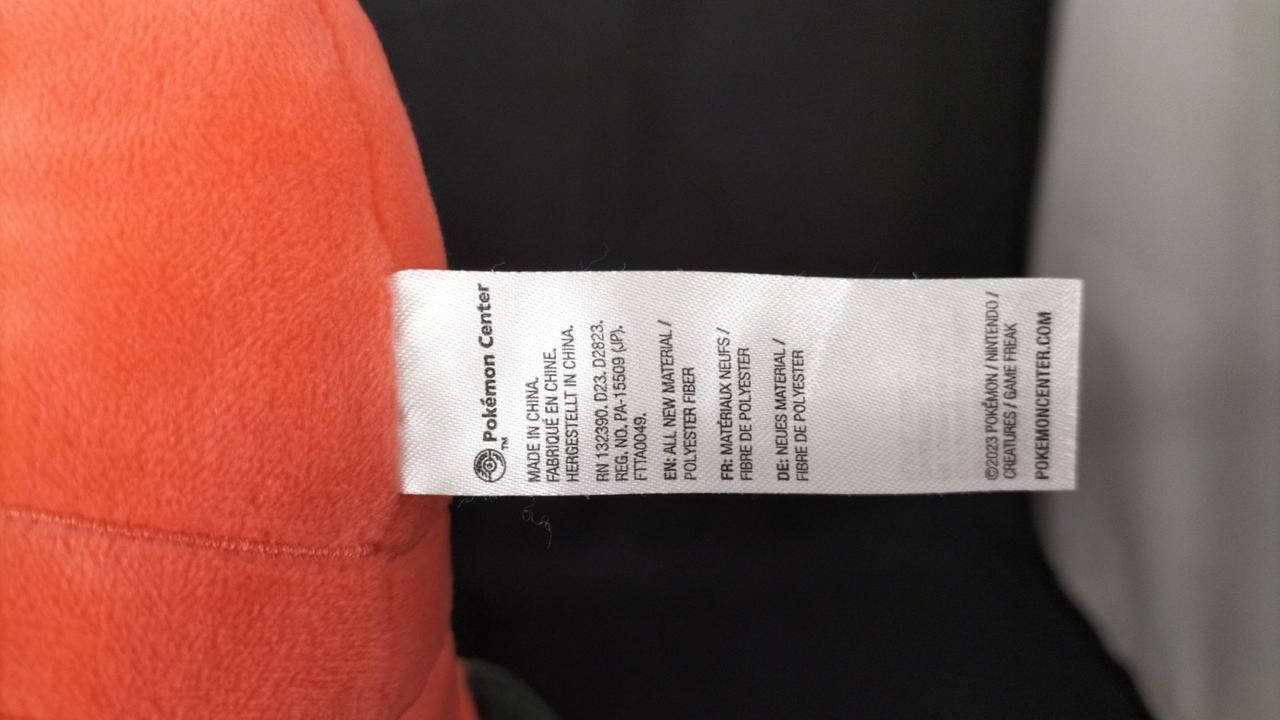 Pokémon Center
™
MADE IN CHINA.
FABRIQUÉ EN CHINE.
HERGESTELLT IN CHINA.
RN 132390. D23. D2823.
REG. NO. PA-15509 (JP).
FTTA0049.
EN: ALL NEW MATERIAL /
POLYESTER FIBER
FR: MATÉRIAUX NEUFS /
FIBRE DE POLYESTER
DE: NEUES MATERIAL /
FIBRE DE POLYESTER
©2023 POKÉMON / NINTENDO /
CREATURES / GAME FREAK
POKEMONCENTER.COM